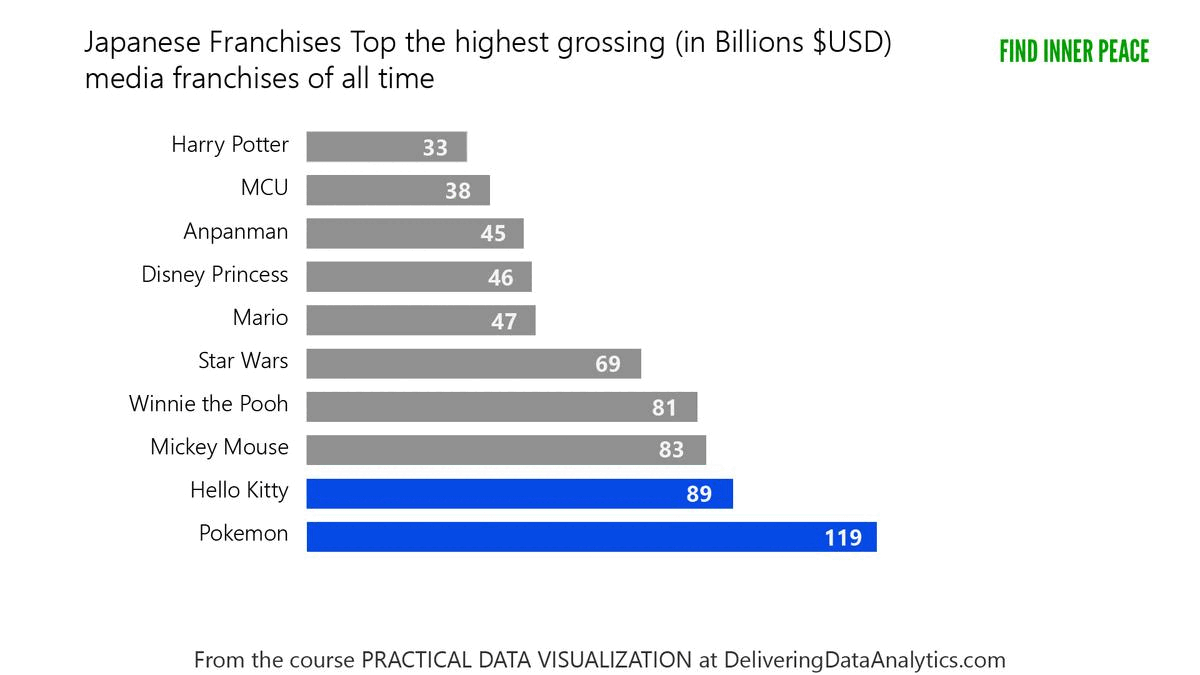 Japanese Franchises Top the highest grossing (in Billions $USD)
media franchises of all time
FIND INNER PEACE
Harry Potter 33
MCU 38
Anpanman 45
Disney Princess 46
Mario 47
Star Wars 69
Winnie the Pooh 81
Mickey Mouse 83
Hello Kitty 89
Pokemon 119
From the course PRACTICAL DATA VISUALIZATION at DeliveringDataAnalytics.com